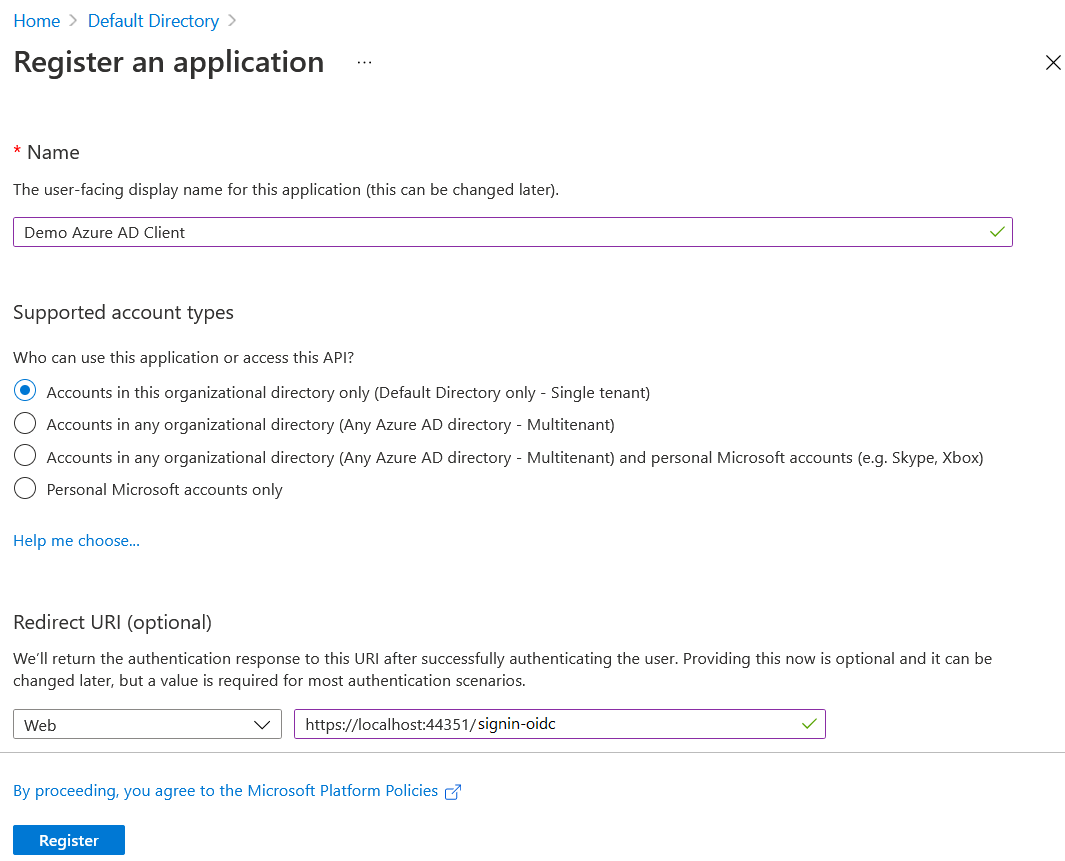 Home > Default Directory >
Register an application ...
* Name
The user-facing display name for this application (this can be changed later).
Demo Azure AD Client
Supported account types
Who can use this application or access this API?
Accounts in this organizational directory only (Default Directory only - Single tenant)
Accounts in any organizational directory (Any Azure AD directory - Multitenant)
Accounts in any organizational directory (Any Azure AD directory - Multitenant) and personal Microsoft accounts (e.g. Skype, Xbox)
Personal Microsoft accounts only
Help me choose...
Redirect URI (optional)
We'll return the authentication response to this URI after successfully authenticating the user. Providing this now is optional and it can be
changed later, but a value is required for most authentication scenarios.
Web https://localhost:44351/signin-oidc
By proceeding, you agree to the Microsoft Platform Policies
Register